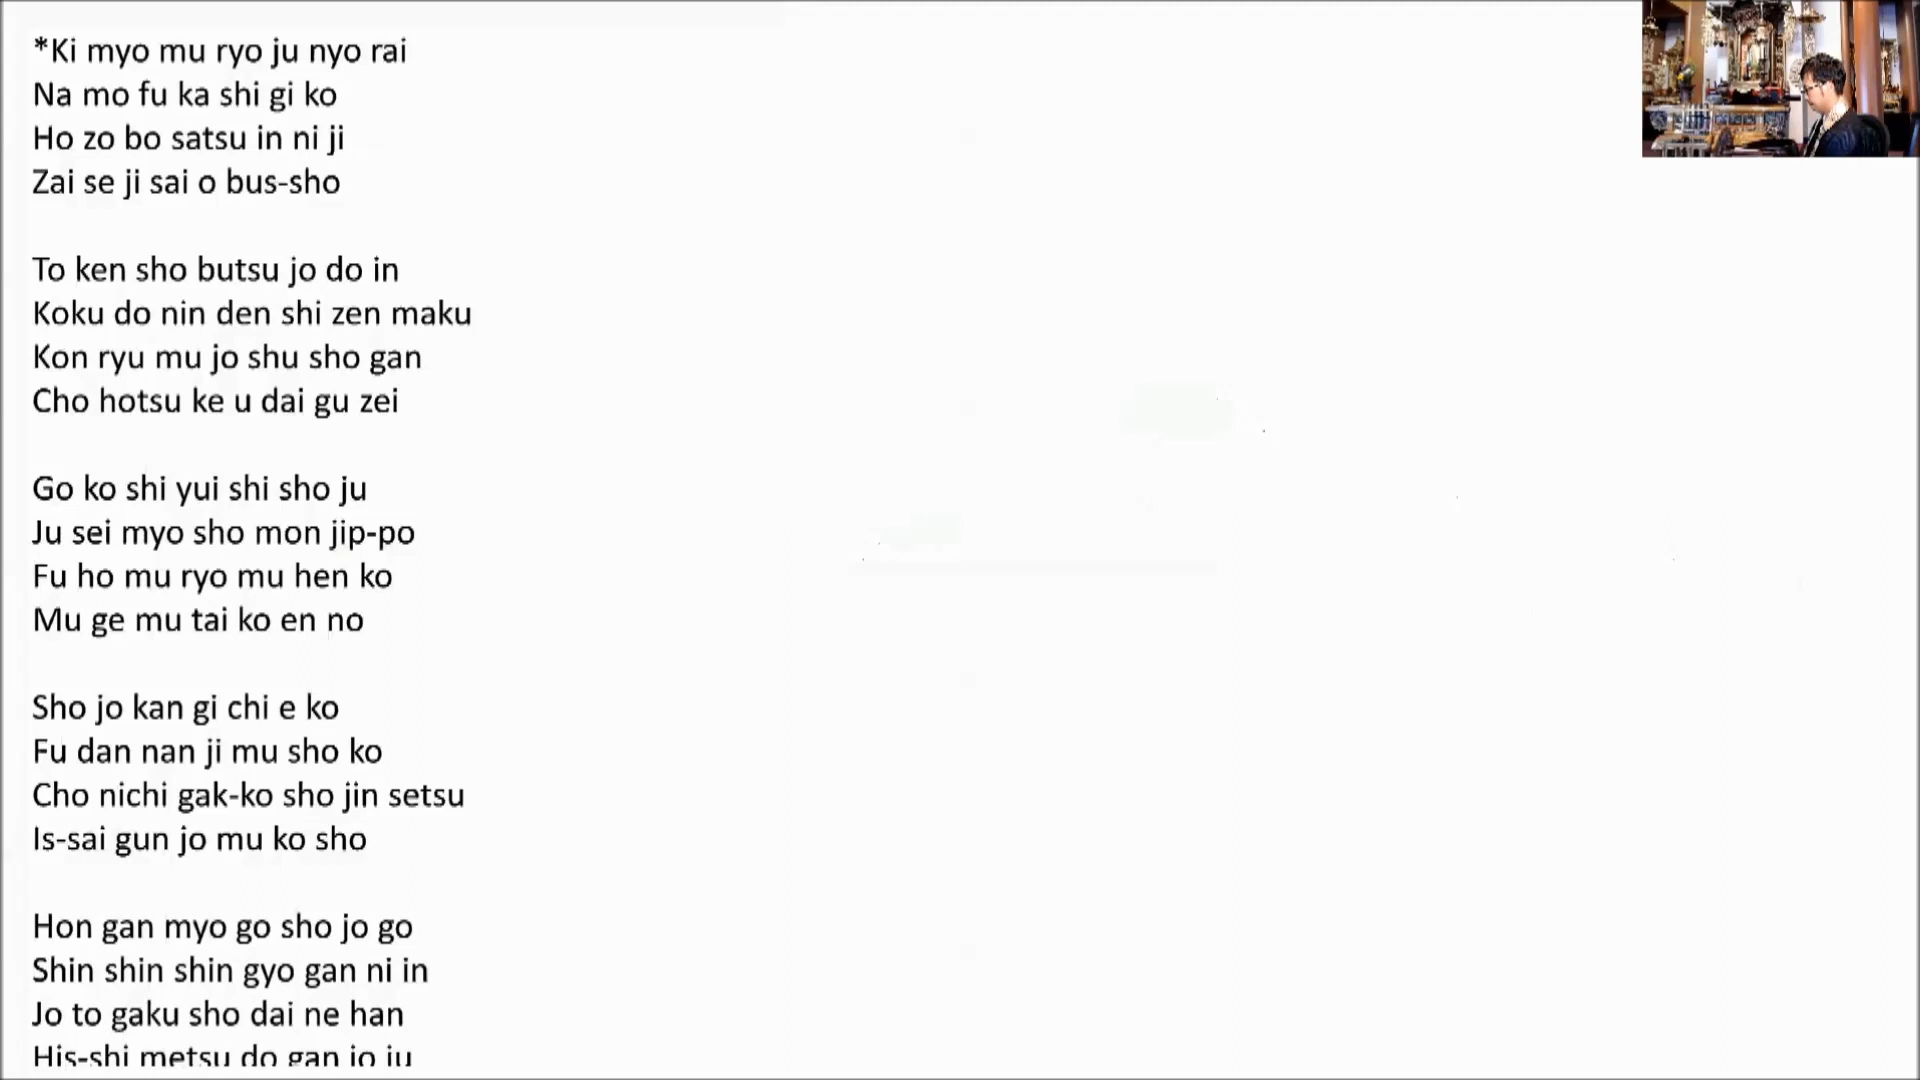 *Ki myo mu ryo ju nyo rai
Na mo fu ka shi gi ko
Ho zo bo satsu in ni ji
Zai se ji sai o bus-sho
To ken sho butsu jo do in
Koku do nin den shi zen maku
Kon ryu mu jo shu sho gan
Cho hotsu ke u dai gu zei
Go ko shi yui shi sho ju
Ju sei myo sho mon jip-po
Fu ho mu ryo mu hen ko
Mu ge mu tai ko en no
Sho jo kan gi chi e ko
Fu dan nan ji mu sho ko
Cho nichi gak-ko sho jin setsu
Is-sai gun jo mu ko sho
Hon gan myo go sho jo go
Shin shin shin gyo gan ni in
Jo to gaku sho dai ne han
His-shi metsu do gan jo ju